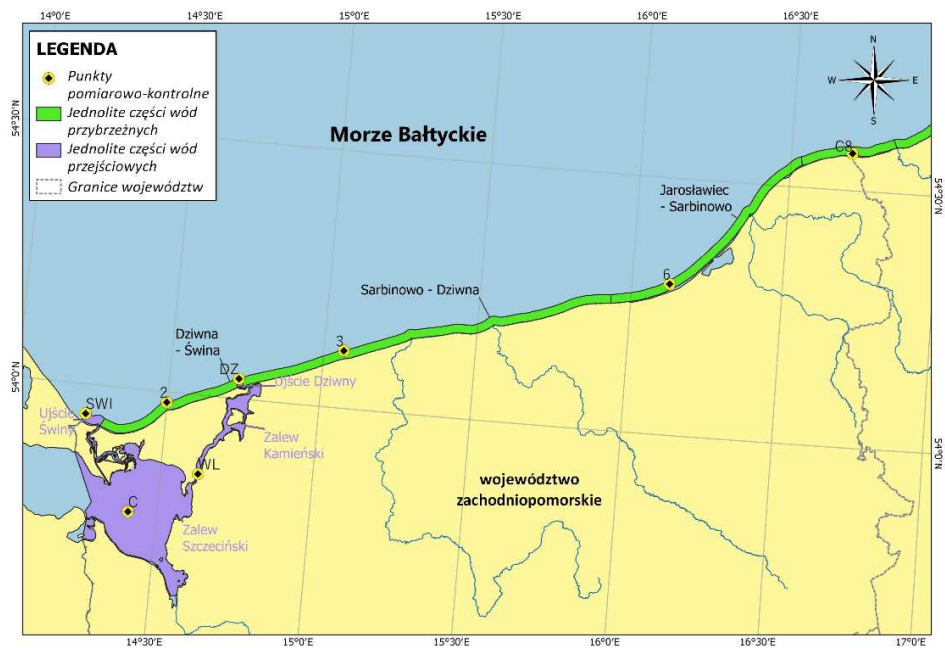 14°0'E 14°30'E 15°0'E 15°30'E 16°0'E 16°30'E
LEGENDA
Punkty
pomiarowo-kontrolne
Jednolite części wód
przybrzeżnych
Jednolite części wód
przejściowych
Granice województw
54°30'N
Morze Bałtyckie
N
W E
S
C8
54°30'N
Jarosławiec
- Sarbinowo
6
Sarbinowo - Dziwna
Dziwna
- Świna
3
DZ
Ujście Dziwny
54°0'N
2
SWI
Ujście
Świny
Zalew
Kamieński
54°0'N
WL
województwo
zachodniopomorskie
C
Zalew
Szczeciński
14°30'E 15°0'E 15°30'E 16°0'E 16°30'E 17°0'E